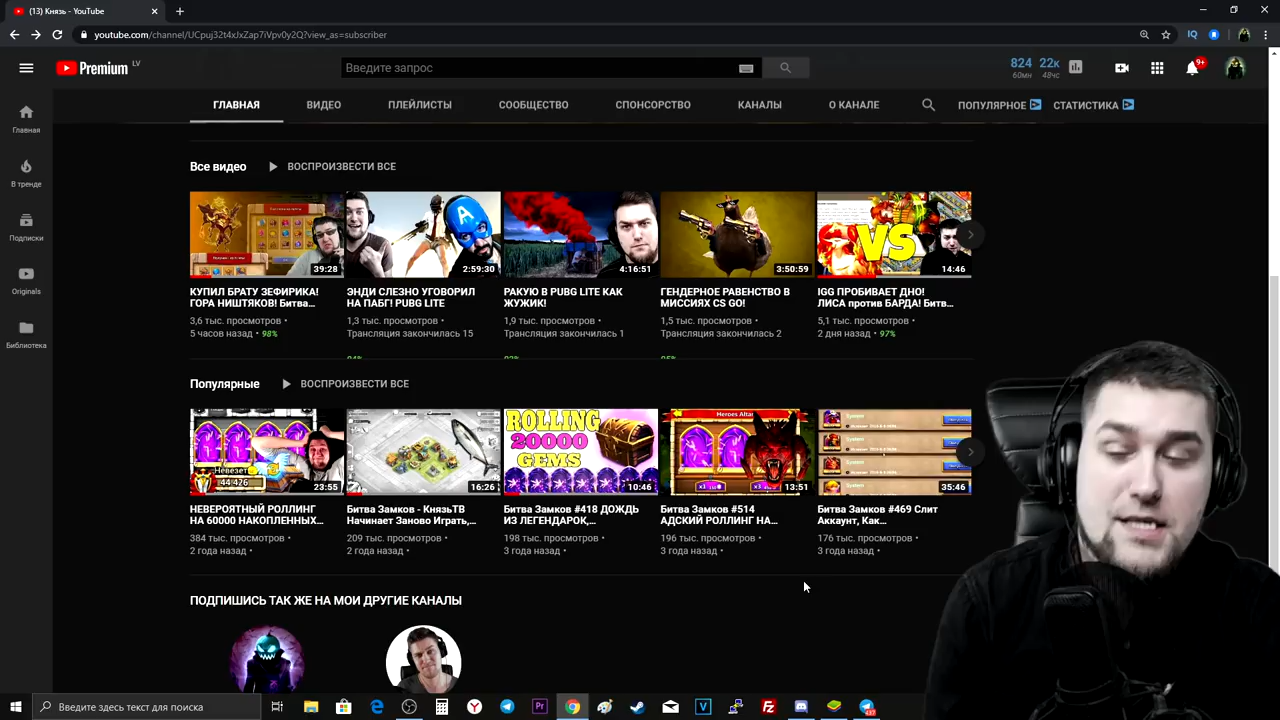 (13) Князь - YouTube
youtube.com/channel/UCpuj32t4xJxZap7iVpv0y2Q?view_as=subscriber
IQ
Premium LV
Введите запрос
824 22к
60мн 48чс
9+
ГЛАВНАЯ ВИДЕО ПЛЕЙЛИСТЫ СООБЩЕСТВО СПОНСОРСТВО КАНАЛЫ О КАНАЛЕ ПОПУЛЯРНОЕ СТАТИСТИКА
Главная
В тренде
Подписки
Originals
Библиотека
Все видео ВОСПРОИЗВЕСТИ ВСЕ
39:28 2:59:30 4:16:51 3:50:59 VS 14:46
КУПИЛ БРАТУ ЗЕФИРИКА!
ГОРА НИШТЯКОВ! Битва...
3,6 тыс. просмотров •
5 часов назад • 98%
ЭНДИ СЛЕЗНО УГОВОРИЛ
НА ПАБГ! PUBG LITE
1,3 тыс. просмотров •
Трансляция закончилась 15
РАКУЮ В PUBG LITE КАК
ЖУЖИК!
1,9 тыс. просмотров •
Трансляция закончилась 1
ГЕНДЕРНОЕ РАВЕНСТВО В
МИССИЯХ CS GO!
1,5 тыс. просмотров •
Трансляция закончилась 2
IGG ПРОБИВАЕТ ДНО!
ЛИСА против БАРДА! Битв...
5,1 тыс. просмотров •
2 дня назад • 97%
Популярные ВОСПРОИЗВЕСТИ ВСЕ
Невезет
44 426
23:55
16:26
ROLLING
20000
GEMS
10:46
Heroes Altar
13:51
System
System
System
System
35:46
НЕВЕРОЯТНЫЙ РОЛЛИНГ
НА 60000 НАКОПЛЕННЫХ...
384 тыс. просмотров •
2 года назад •
Битва Замков - КнязьТВ
Начинает Заново Играть,...
209 тыс. просмотров •
2 года назад •
Битва Замков #418 ДОЖДЬ
ИЗ ЛЕГЕНДАРОК,...
198 тыс. просмотров •
3 года назад •
Битва Замков #514
АДСКИЙ РОЛЛИНГ НА...
196 тыс. просмотров •
3 года назад •
Битва Замков #469 Слит
Аккаунт, Как...
176 тыс. просмотров •
3 года назад •
ПОДПИШИСЬ ТАК ЖЕ НА МОИ ДРУГИЕ КАНАЛЫ
Введите здесь текст для поиска